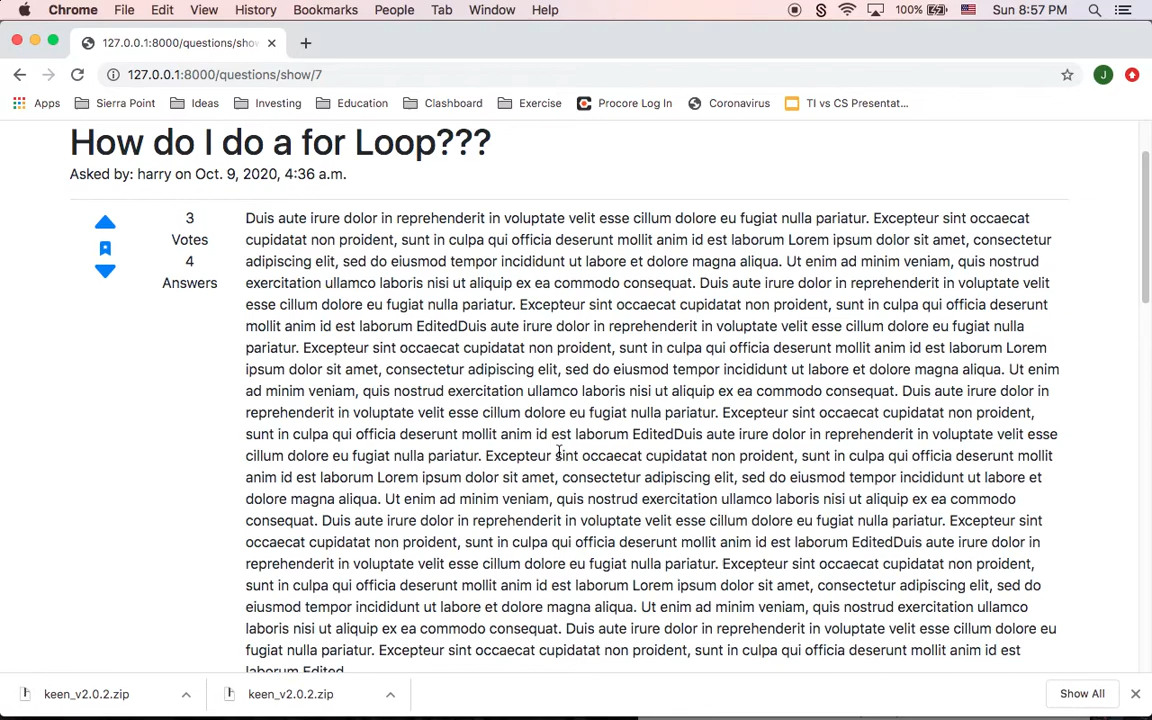 Chrome File Edit View History Bookmarks People Tab Window Help 100% Sun 8:57 PM
127.0.0.1:8000/questions/show
127.0.0.1:8000/questions/show/7 J
Apps Sierra Point Ideas Investing Education Clashboard Exercise Procore Log In Coronavirus TI vs CS Presentat...
How do I do a for Loop???
Asked by: harry on Oct. 9, 2020, 4:36 a.m.
3
Votes
4
Answers
Duis aute irure dolor in reprehenderit in voluptate velit esse cillum dolore eu fugiat nulla pariatur. Excepteur sint occaecat
cupidatat non proident, sunt in culpa qui officia deserunt mollit anim id est laborum Lorem ipsum dolor sit amet, consectetur
adipiscing elit, sed do eiusmod tempor incididunt ut labore et dolore magna aliqua. Ut enim ad minim veniam, quis nostrud
exercitation ullamco laboris nisi ut aliquip ex ea commodo consequat. Duis aute irure dolor in reprehenderit in voluptate velit
esse cillum dolore eu fugiat nulla pariatur. Excepteur sint occaecat cupidatat non proident, sunt in culpa qui officia deserunt
mollit anim id est laborum EditedDuis aute irure dolor in reprehenderit in voluptate velit esse cillum dolore eu fugiat nulla
pariatur. Excepteur sint occaecat cupidatat non proident, sunt in culpa qui officia deserunt mollit anim id est laborum Lorem
ipsum dolor sit amet, consectetur adipiscing elit, sed do eiusmod tempor incididunt ut labore et dolore magna aliqua. Ut enim
ad minim veniam, quis nostrud exercitation ullamco laboris nisi ut aliquip ex ea commodo consequat. Duis aute irure dolor in
reprehenderit in voluptate velit esse cillum dolore eu fugiat nulla pariatur. Excepteur sint occaecat cupidatat non proident,
sunt in culpa qui officia deserunt mollit anim id est laborum EditedDuis aute irure dolor in reprehenderit in voluptate velit esse
cillum dolore eu fugiat nulla pariatur. Excepteur sint occaecat cupidatat non proident, sunt in culpa qui officia deserunt mollit
anim id est laborum Lorem ipsum dolor sit amet, consectetur adipiscing elit, sed do eiusmod tempor incididunt ut labore et
dolore magna aliqua. Ut enim ad minim veniam, quis nostrud exercitation ullamco laboris nisi ut aliquip ex ea commodo
consequat. Duis aute irure dolor in reprehenderit in voluptate velit esse cillum dolore eu fugiat nulla pariatur. Excepteur sint
occaecat cupidatat non proident, sunt in culpa qui officia deserunt mollit anim id est laborum EditedDuis aute irure dolor in
reprehenderit in voluptate velit esse cillum dolore eu fugiat nulla pariatur. Excepteur sint occaecat cupidatat non proident,
sunt in culpa qui officia deserunt mollit anim id est laborum Lorem ipsum dolor sit amet, consectetur adipiscing elit, sed do
eiusmod tempor incididunt ut labore et dolore magna aliqua. Ut enim ad minim veniam, quis nostrud exercitation ullamco
laboris nisi ut aliquip ex ea commodo consequat. Duis aute irure dolor in reprehenderit in voluptate velit esse cillum dolore eu
fugiat nulla pariatur. Excepteur sint occaecat cupidatat non proident, sunt in culpa qui officia deserunt mollit anim id est
laborum Edited
keen_v2.0.2.zip keen_v2.0.2.zip Show All